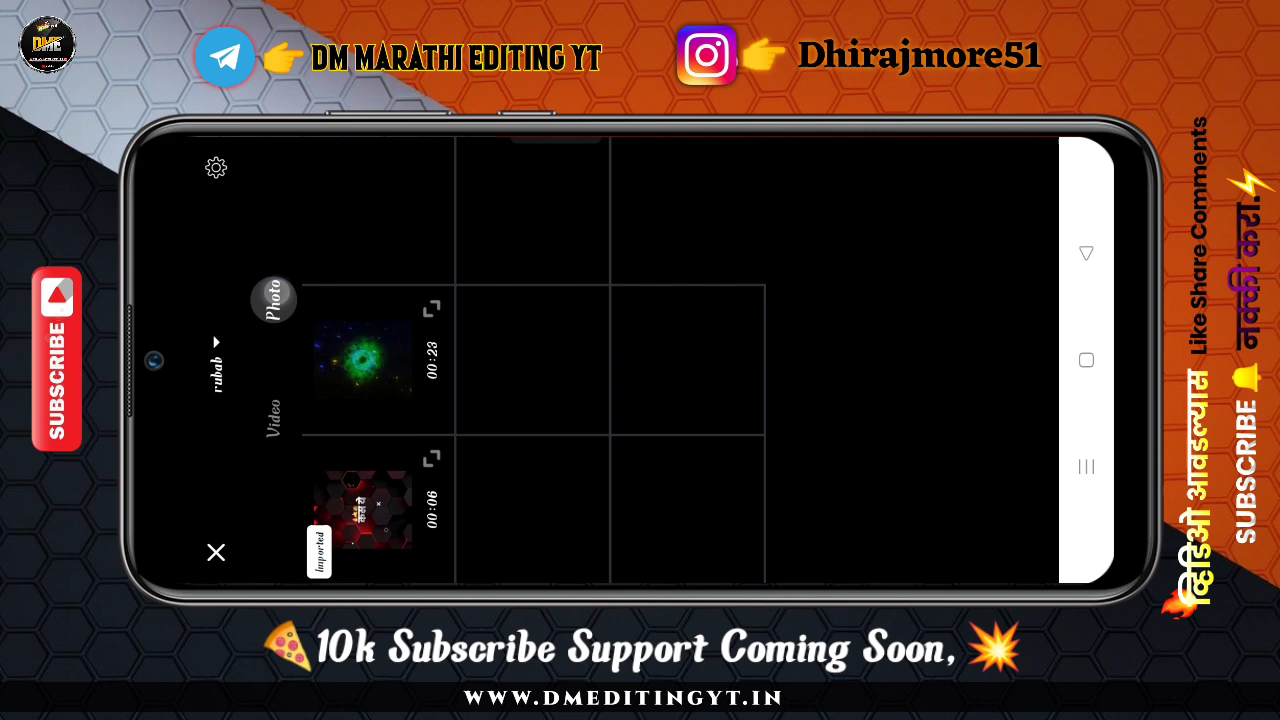 DME
DM MARATHI EDITING YT
Dhirajmore51
SUBSCRIBE
rubab
Photo
Video
00:23
00:06
Imported
Like Share Comments
व्हिडिओ आवडल्यास
नक्की करा.
SUBSCRIBE
10k Subscribe Support Coming Soon,
WWW.DMEDITINGYT.IN